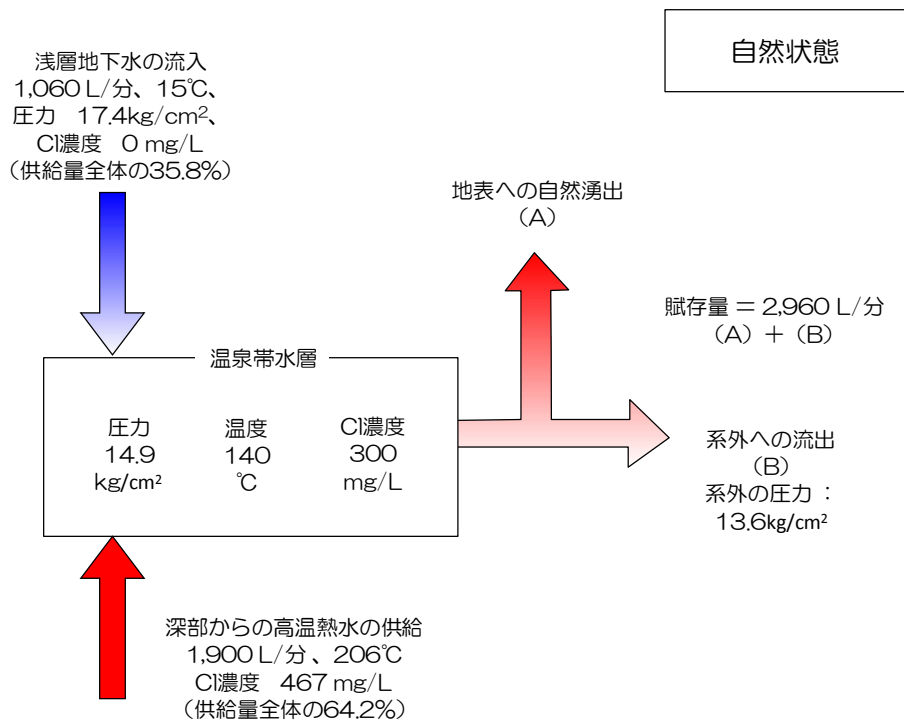 自然状態
浅層地下水の流入
1,060 L/分、15℃、
圧力　17.4kg/cm²、
Cl濃度　0 mg/L
（供給量全体の35.8%）
地表への自然湧出
（A）
賦存量 ＝ 2,960 L/分
（A）＋（B）
温泉帯水層
圧力　温度　Cl濃度
14.9　140　300
kg/cm²　℃　mg/L
系外への流出
（B）
系外の圧力：
13.6kg/cm²
深部からの高温熱水の供給
1,900 L/分、206℃
Cl濃度　467 mg/L
（供給量全体の64.2%）